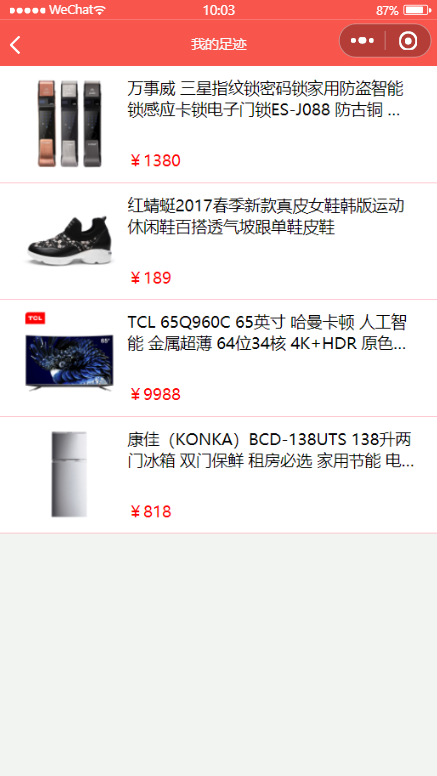 WeChat 10:03 87%
我的足迹
万事威 三星指纹锁密码锁家用防盗智能
锁感应卡锁电子门锁ES-J088 防古铜 ...
￥1380
红蜻蜓2017春季新款真皮女鞋韩版运动
休闲鞋百搭透气坡跟单鞋皮鞋
￥189
TCL
65"
TCL 65Q960C 65英寸 哈曼卡顿 人工智
能 金属超薄 64位34核 4K+HDR 原色...
￥9988
康佳（KONKA）BCD-138UTS 138升两
门冰箱 双门保鲜 租房必选 家用节能 电...
￥818